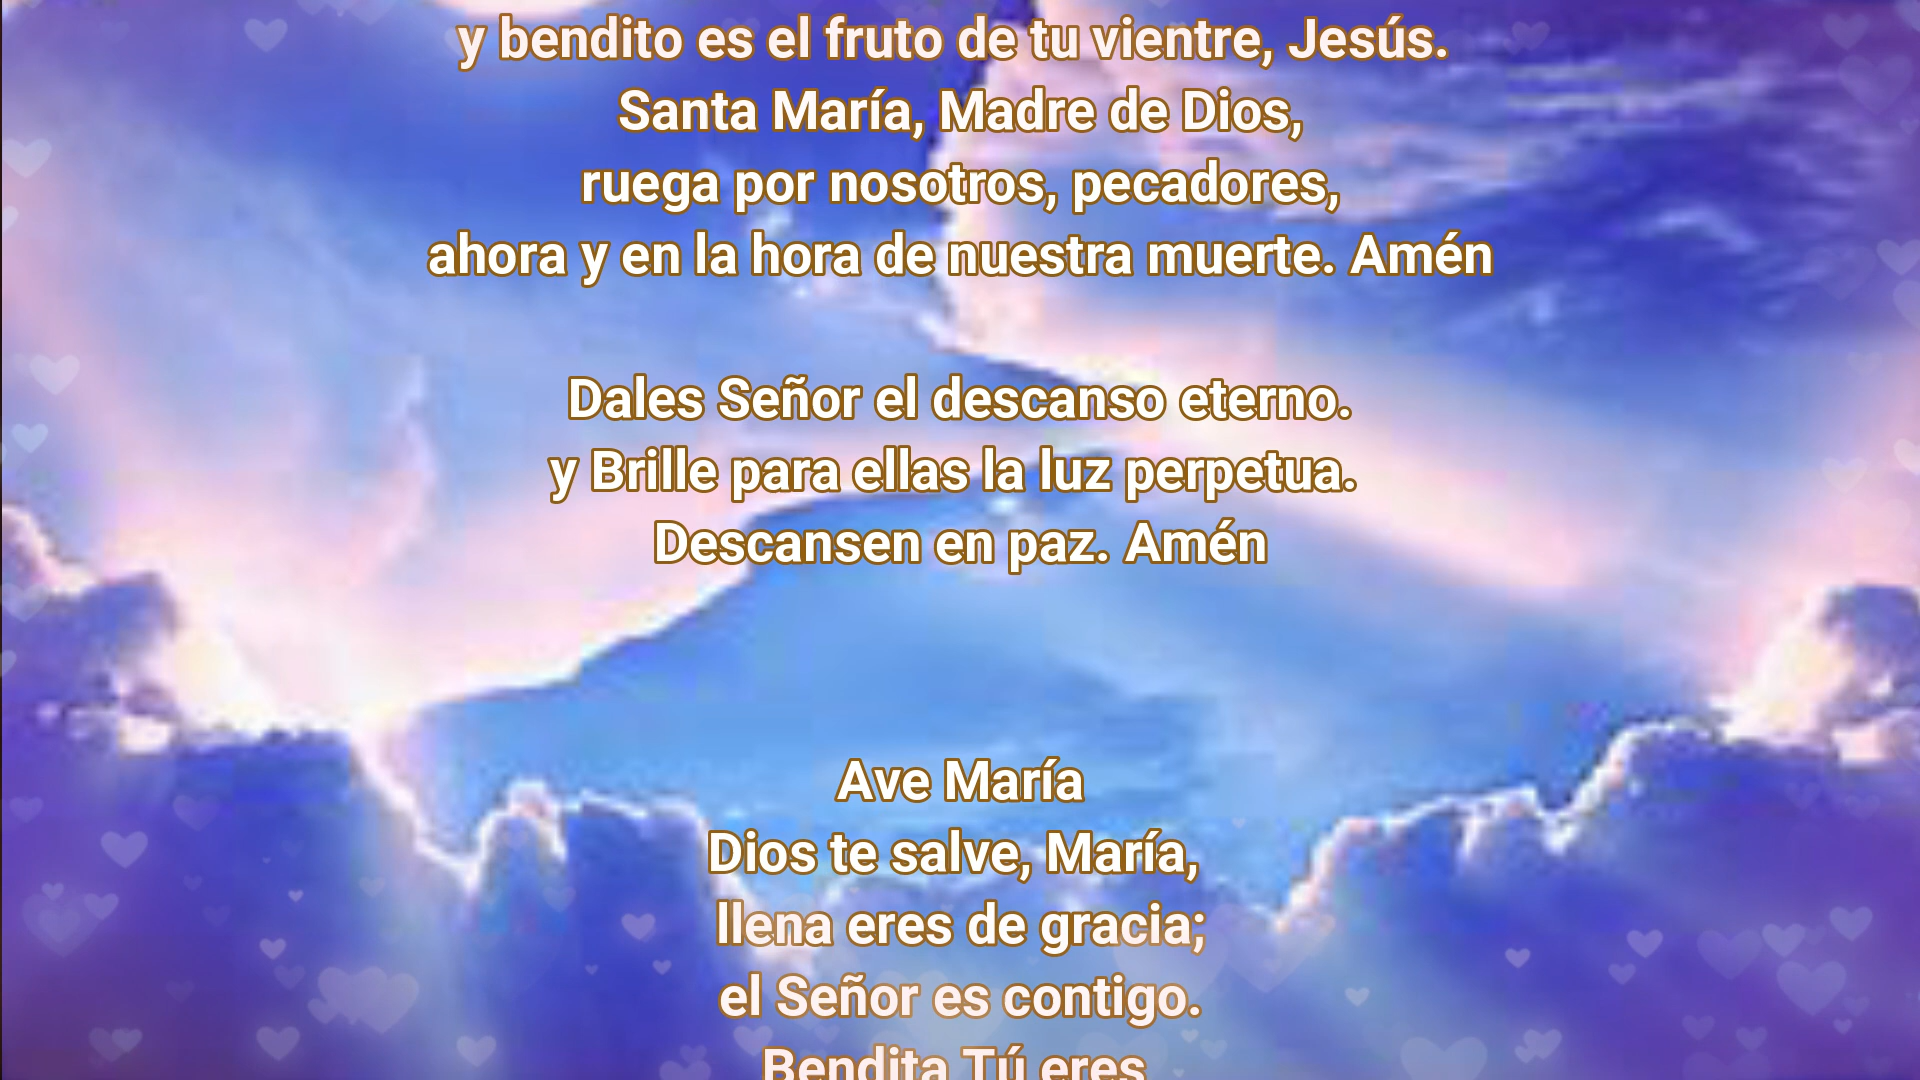 y bendito es el fruto de tu vientre, Jesús.
Santa María, Madre de Dios,
ruega por nosotros, pecadores,
ahora y en la hora de nuestra muerte. Amén
Dales Señor el descanso eterno.
y Brille para ellas la luz perpetua.
Descansen en paz. Amén
Ave María
Dios te salve, María,
llena eres de gracia;
el Señor es contigo.
Bendita Tú eres